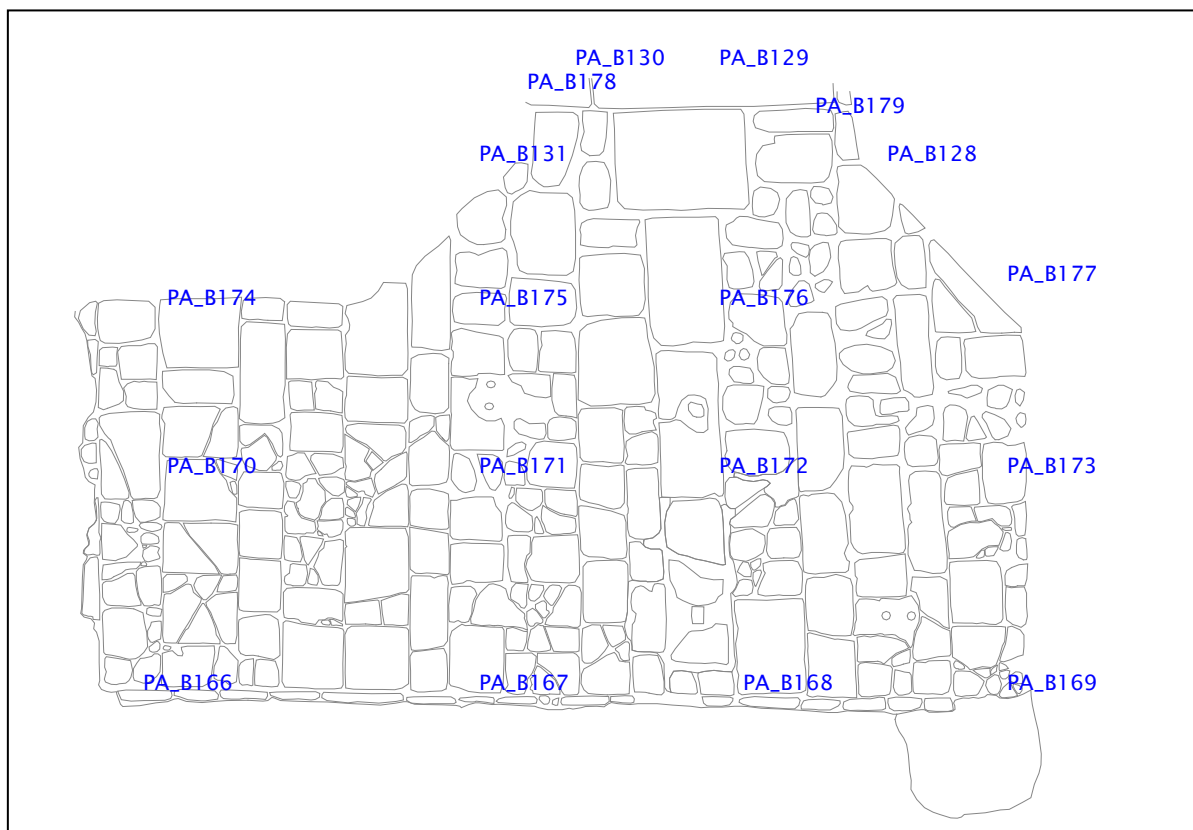 PA_B130 PA_B129
PA_B178
PA_B179
PA_B131 PA_B128
PA_B177
PA_B174 PA_B175 PA_B176
PA_B170 PA_B171 PA_B172 PA_B173
PA_B166 PA_B167 PA_B168 PA_B169